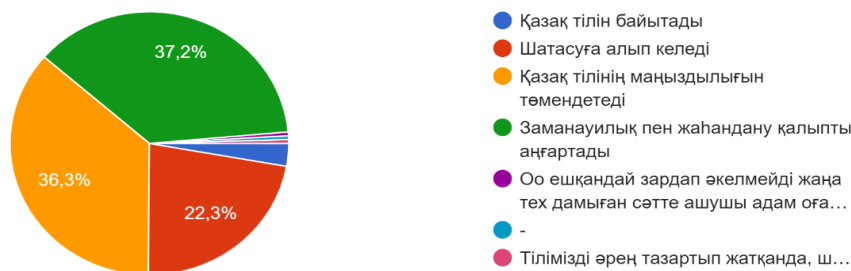 37,2%
36,3%
22,3%
Қазақ тілін байытады
Шатасуға алып келеді
Қазақ тілінің маңыздылығын
төмендетеді
Заманауилық пен жаһандану қалыпты
аңғартады
Оо ешқандай зардап әкелмейді жаңа
тех дамыған сәтте ашушы адам оға…
-
Тілімізді әрең тазартып жатқанда, ш…